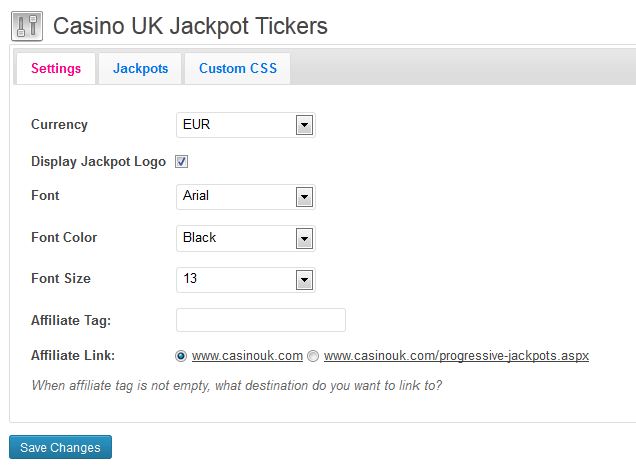 Casino UK Jackpot Tickers
Settings Jackpots Custom CSS
Currency EUR
Display Jackpot Logo
Font Arial
Font Color Black
Font Size 13
Affiliate Tag:
Affiliate Link: www.casinouk.com www.casinouk.com/progressive-jackpots.aspx
When affiliate tag is not empty, what destination do you want to link to?
Save Changes